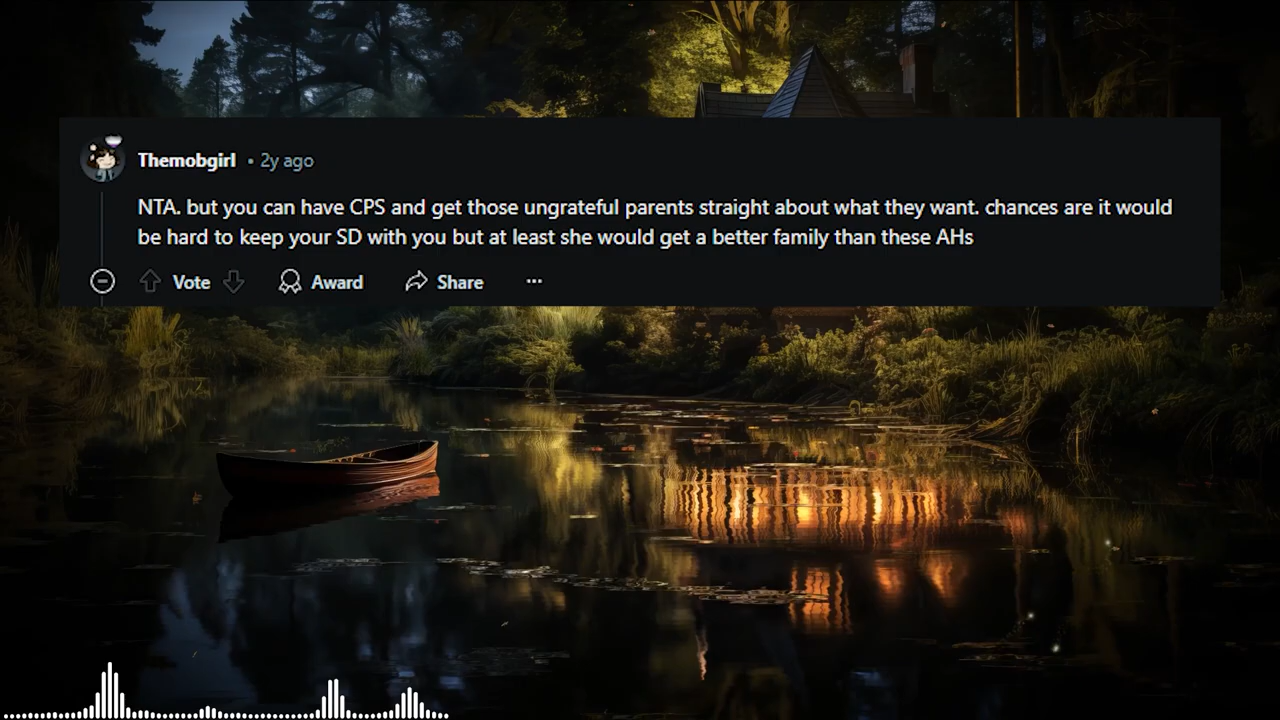 Themobgirl • 2y ago
NTA. but you can have CPS and get those ungrateful parents straight about what they want. chances are it would
be hard to keep your SD with you but at least she would get a better family than these AHs
Vote Award Share ...